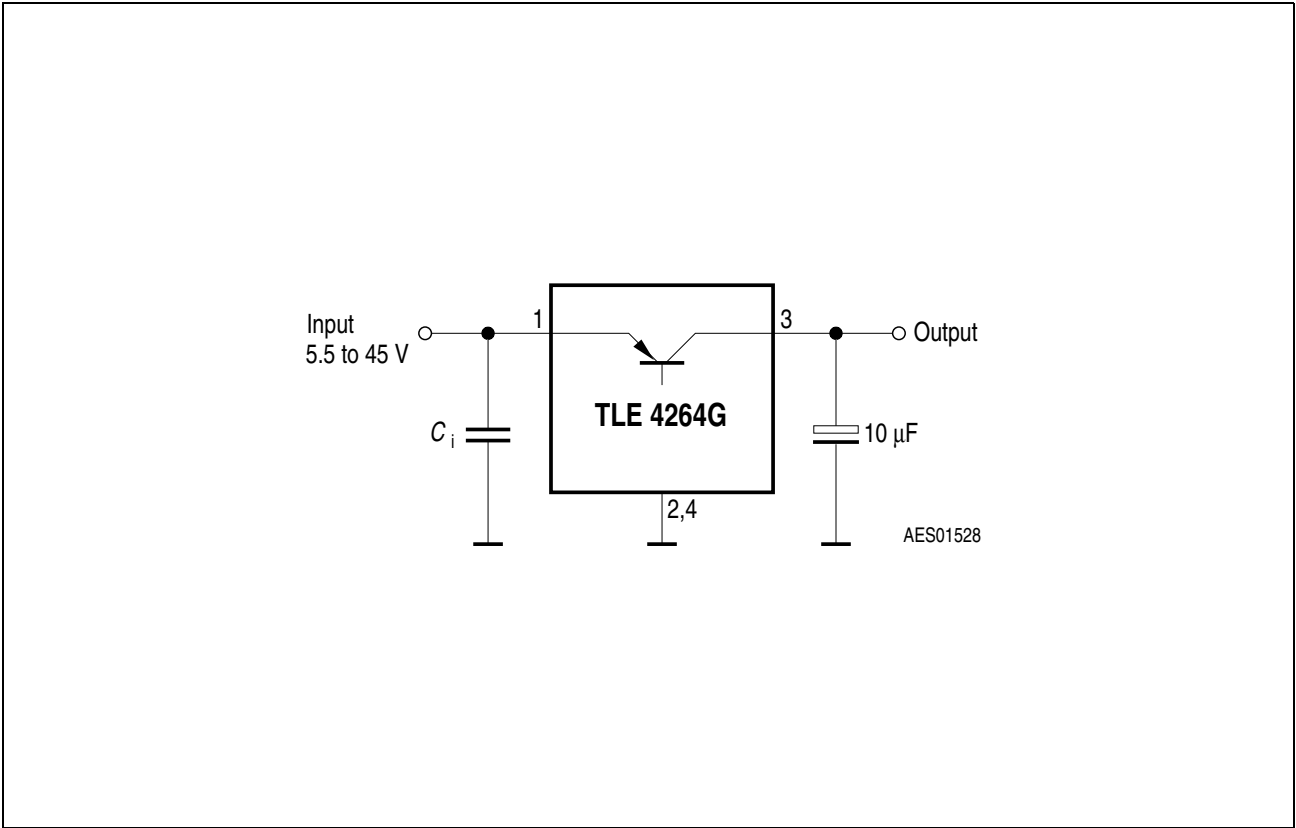 Input
5.5 to 45 V
1
3
Output
TLE 4264G
C i
10 μF
2,4
AES01528